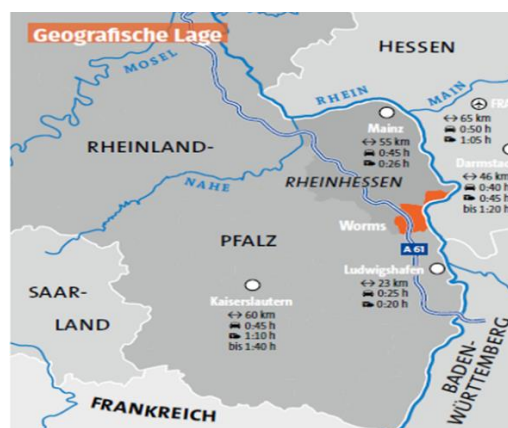 Geografische Lage
HESSEN
MOSEL
RHEIN
MAIN
FRA
65 km
0:50 h
1:05 h
Mainz
55 km
0:45 h
0:26 h
Darmstad
46 km
0:40 h
0:45 h
bis 1:20 h
RHEINLAND-
NAHE
RHEINHESSEN
Worms
A 61
PFALZ
Ludwigshafen
23 km
0:25 h
0:20 h
SAAR-
LAND
Kaiserslautern
60 km
0:45 h
1:10 h
bis 1:40 h
BADEN-
WÜRTTEMBERG
FRANKREICH